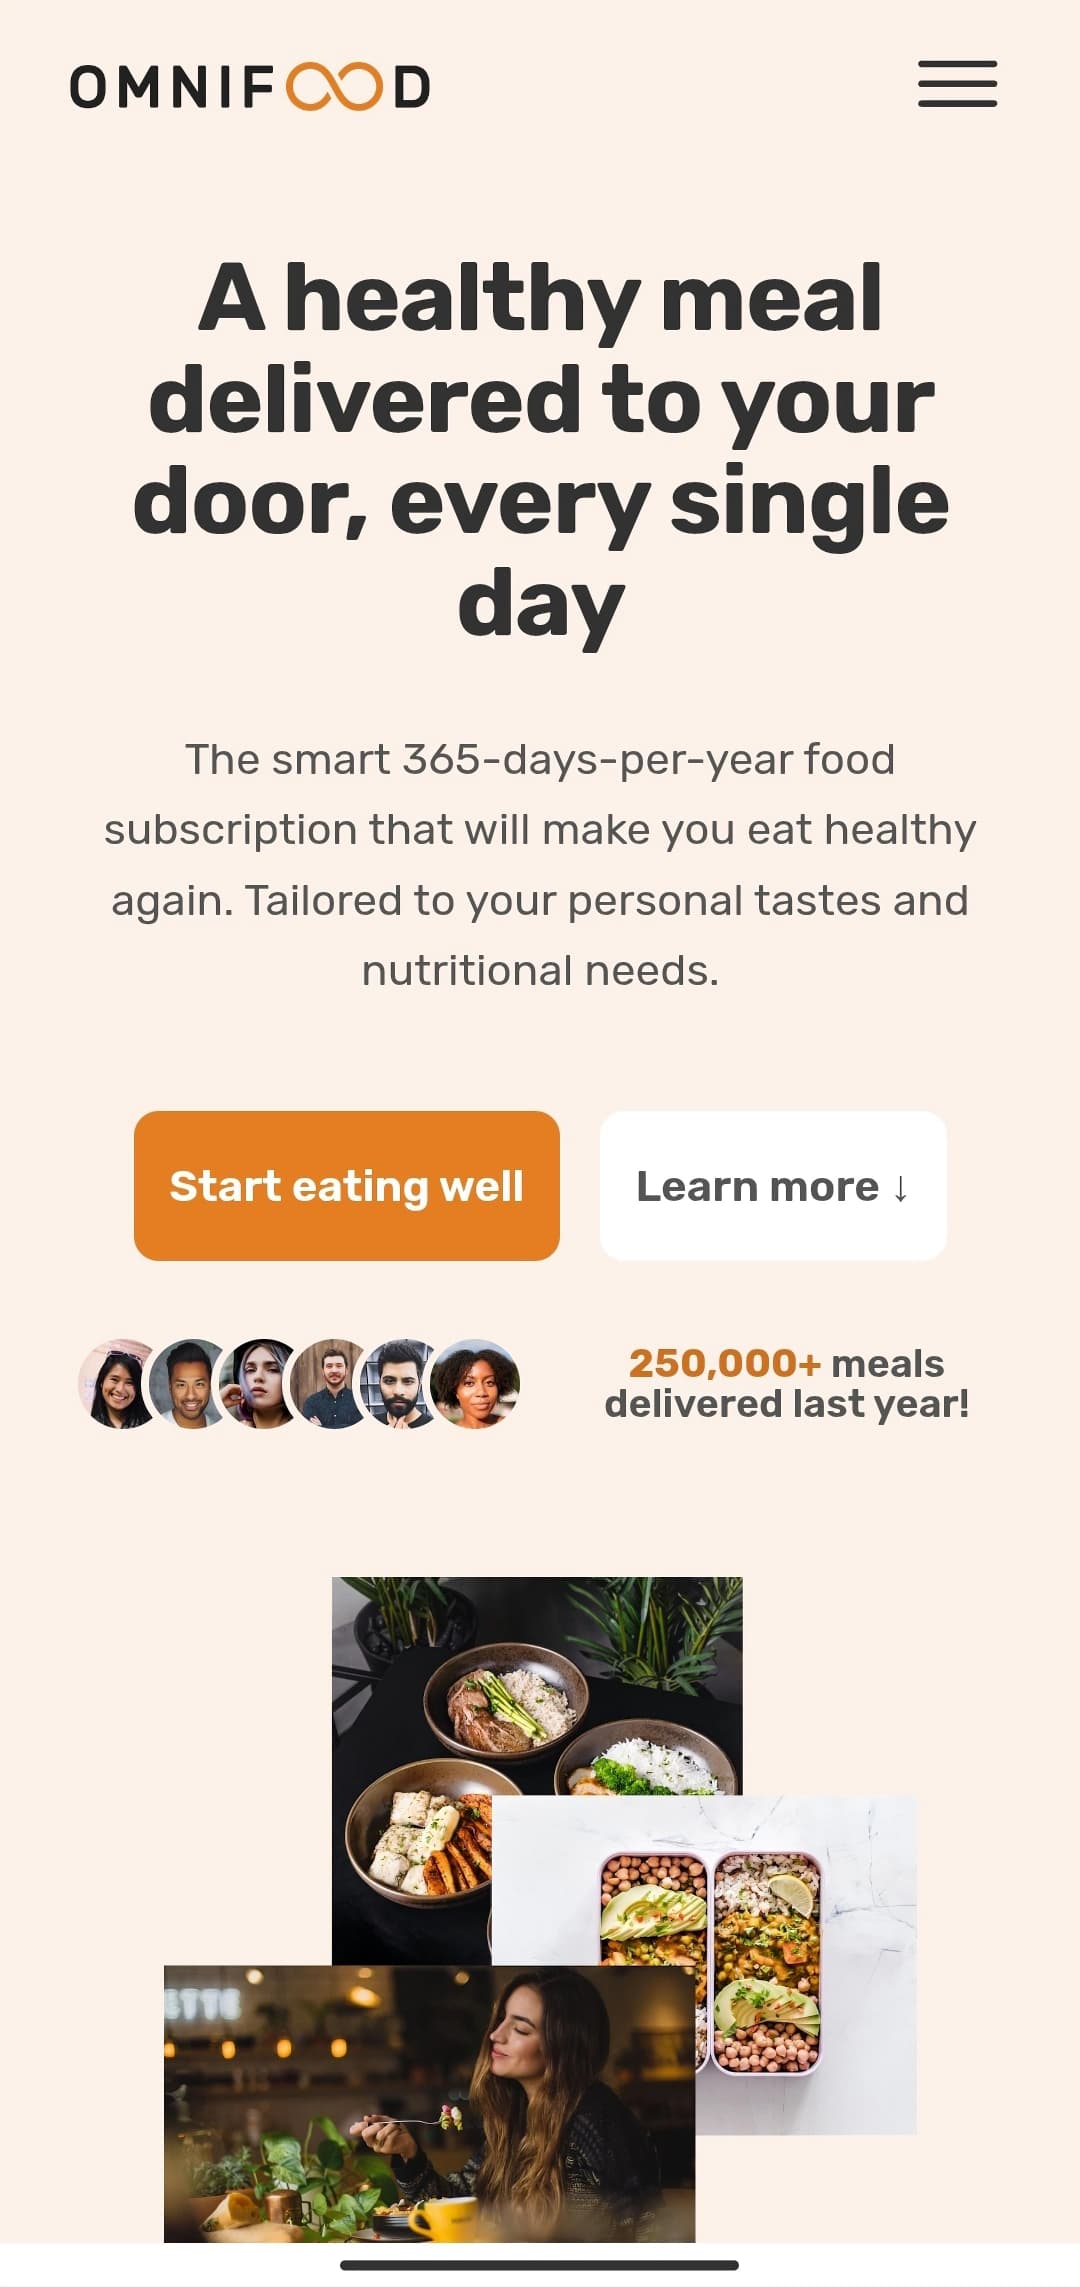 OMNIFOOD
A healthy meal
delivered to your
door, every single
day
The smart 365-days-per-year food
subscription that will make you eat healthy
again. Tailored to your personal tastes and
nutritional needs.
Start eating well
Learn more ↓
250,000+ meals
delivered last year!
ETTE